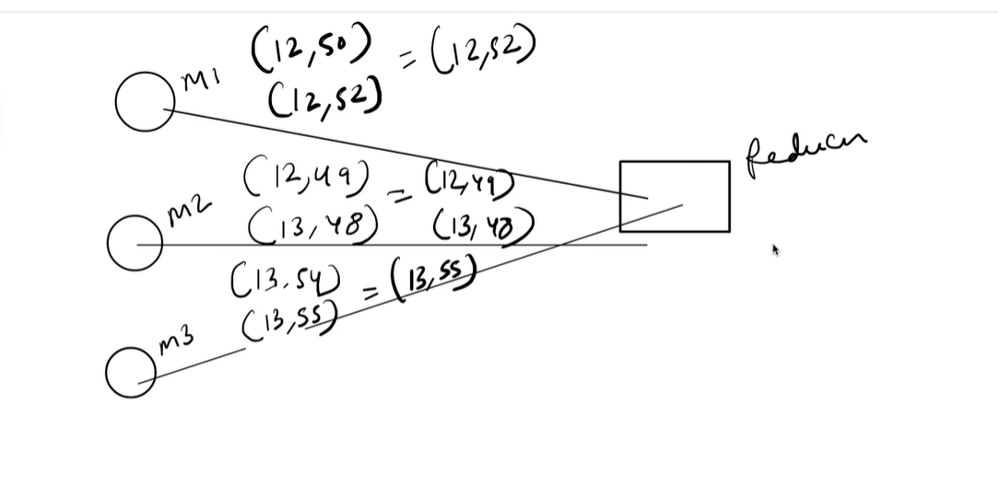 (12,50) = (12,52)
M1
(12,52)
Reducer
(12,49) = (12,49)
M2
(13,48) (13,48)
(13,54) = (13,55)
(13,55)
M3